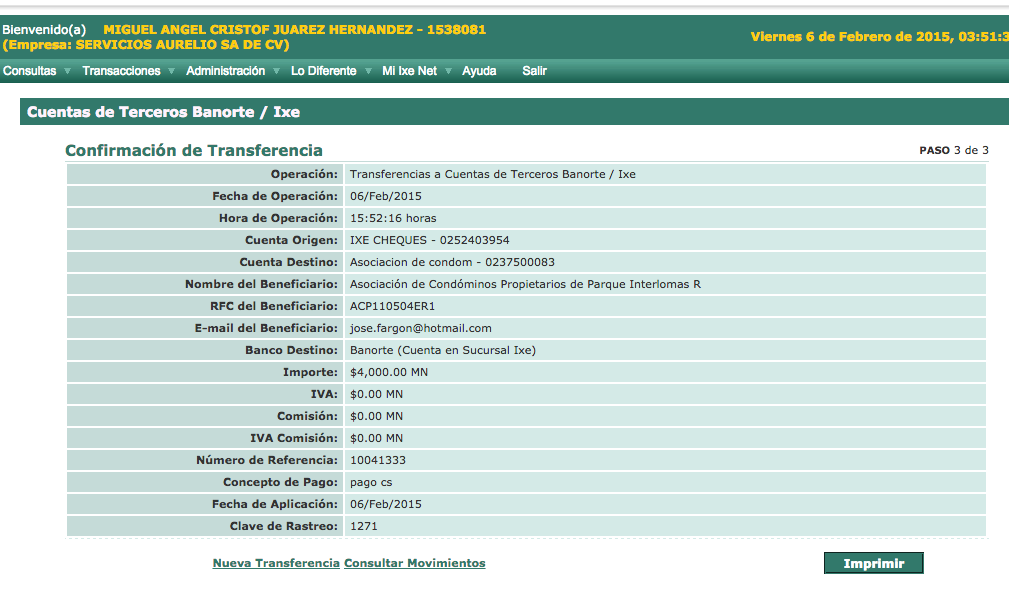 Bienvenido(a) MIGUEL ANGEL CRISTOF JUAREZ HERNANDEZ - 1538081
(Empresa: SERVICIOS AURELIO SA DE CV)
Viernes 6 de Febrero de 2015, 03:51:3
Consultas Transacciones Administración Lo Diferente Mi Ixe Net Ayuda Salir
Cuentas de Terceros Banorte / Ixe
Confirmación de Transferencia PASO 3 de 3
Operación: Transferencias a Cuentas de Terceros Banorte / Ixe
Fecha de Operación: 06/Feb/2015
Hora de Operación: 15:52:16 horas
Cuenta Origen: IXE CHEQUES - 0252403954
Cuenta Destino: Asociacion de condom - 0237500083
Nombre del Beneficiario: Asociación de Condóminos Propietarios de Parque Interlomas R
RFC del Beneficiario: ACP110504ER1
E-mail del Beneficiario: jose.fargon@hotmail.com
Banco Destino: Banorte (Cuenta en Sucursal Ixe)
Importe: $4,000.00 MN
IVA: $0.00 MN
Comisión: $0.00 MN
IVA Comisión: $0.00 MN
Número de Referencia: 10041333
Concepto de Pago: pago cs
Fecha de Aplicación: 06/Feb/2015
Clave de Rastreo: 1271
Nueva Transferencia Consultar Movimientos Imprimir